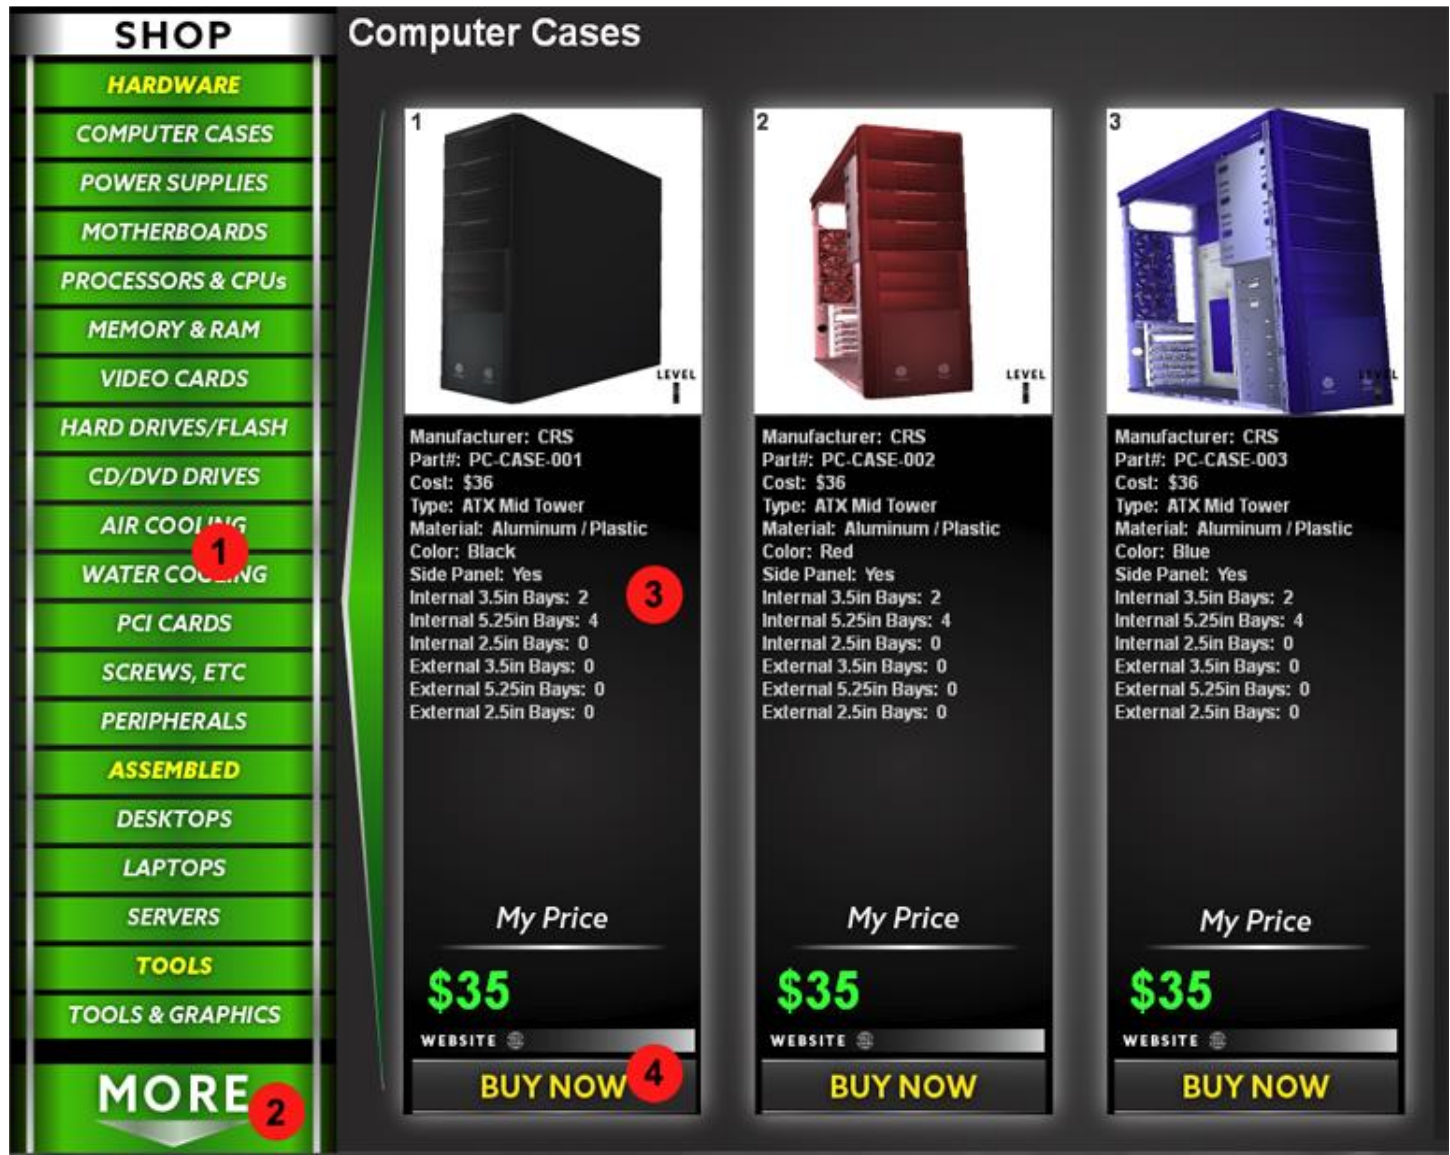 SHOP
HARDWARE
COMPUTER CASES
POWER SUPPLIES
MOTHERBOARDS
PROCESSORS & CPUs
MEMORY & RAM
VIDEO CARDS
HARD DRIVES/FLASH
CD/DVD DRIVES
AIR COOLING
1
WATER COOLING
PCI CARDS
SCREWS, ETC
PERIPHERALS
ASSEMBLED
DESKTOPS
LAPTOPS
SERVERS
TOOLS
TOOLS & GRAPHICS
MORE
2
Computer Cases
1
LEVEL
Manufacturer: CRS
Part#: PC-CASE-001
Cost: $36
Type: ATX Mid Tower
Material: Aluminum / Plastic
Color: Black
Side Panel: Yes
3
Internal 3.5in Bays: 2
Internal 5.25in Bays: 4
Internal 2.5in Bays: 0
External 3.5in Bays: 0
External 5.25in Bays: 0
External 2.5in Bays: 0
My Price
$35
WEBSITE
BUY NOW
4
2
LEVEL
Manufacturer: CRS
Part#: PC-CASE-002
Cost: $36
Type: ATX Mid Tower
Material: Aluminum / Plastic
Color: Red
Side Panel: Yes
Internal 3.5in Bays: 2
Internal 5.25in Bays: 4
Internal 2.5in Bays: 0
External 3.5in Bays: 0
External 5.25in Bays: 0
External 2.5in Bays: 0
My Price
$35
WEBSITE
BUY NOW
3
LEVEL
Manufacturer: CRS
Part#: PC-CASE-003
Cost: $36
Type: ATX Mid Tower
Material: Aluminum / Plastic
Color: Blue
Side Panel: Yes
Internal 3.5in Bays: 2
Internal 5.25in Bays: 4
Internal 2.5in Bays: 0
External 3.5in Bays: 0
External 5.25in Bays: 0
External 2.5in Bays: 0
My Price
$35
WEBSITE
BUY NOW